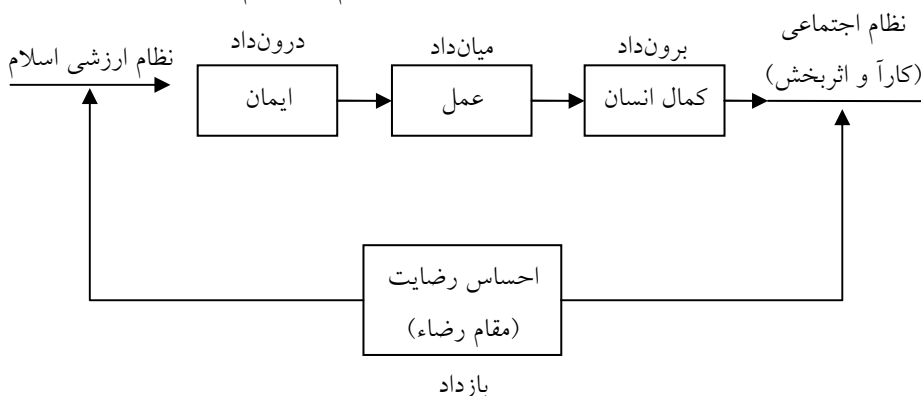 نظام اجتماعی
(کارآ و اثربخش)
برون‌داد
میان‌داد
درون‌داد
نظام ارزشی اسلام
کمال انسان
عمل
ایمان
احساس رضایت
(مقام رضاء)
بازداد